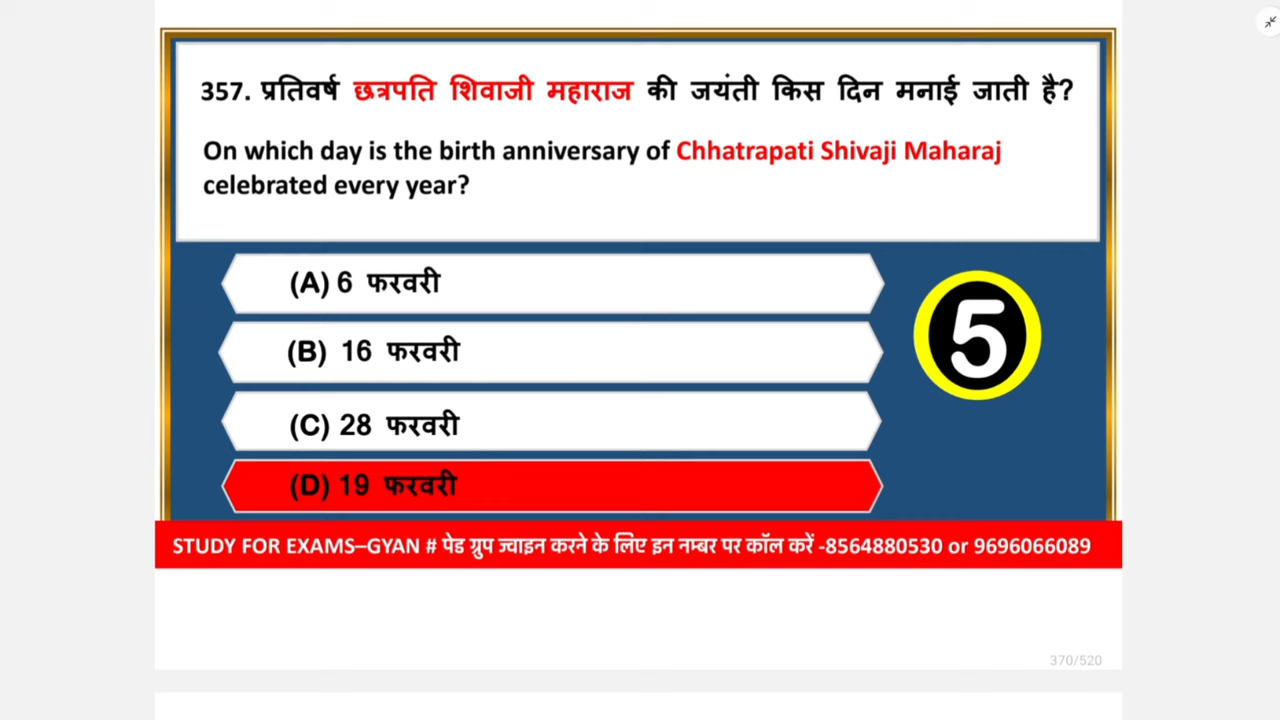 357. प्रतिवर्ष छत्रपति शिवाजी महाराज की जयंती किस दिन मनाई जाती है?
On which day is the birth anniversary of Chhatrapati Shivaji Maharaj
celebrated every year?
(A) 6 फरवरी
5
(B) 16 फरवरी
(C) 28 फरवरी
(D) 19 फरवरी
STUDY FOR EXAMS–GYAN # पेड ग्रुप ज्वाइन करने के लिए इन नम्बर पर कॉल करें -8564880530 or 9696066089
370/520